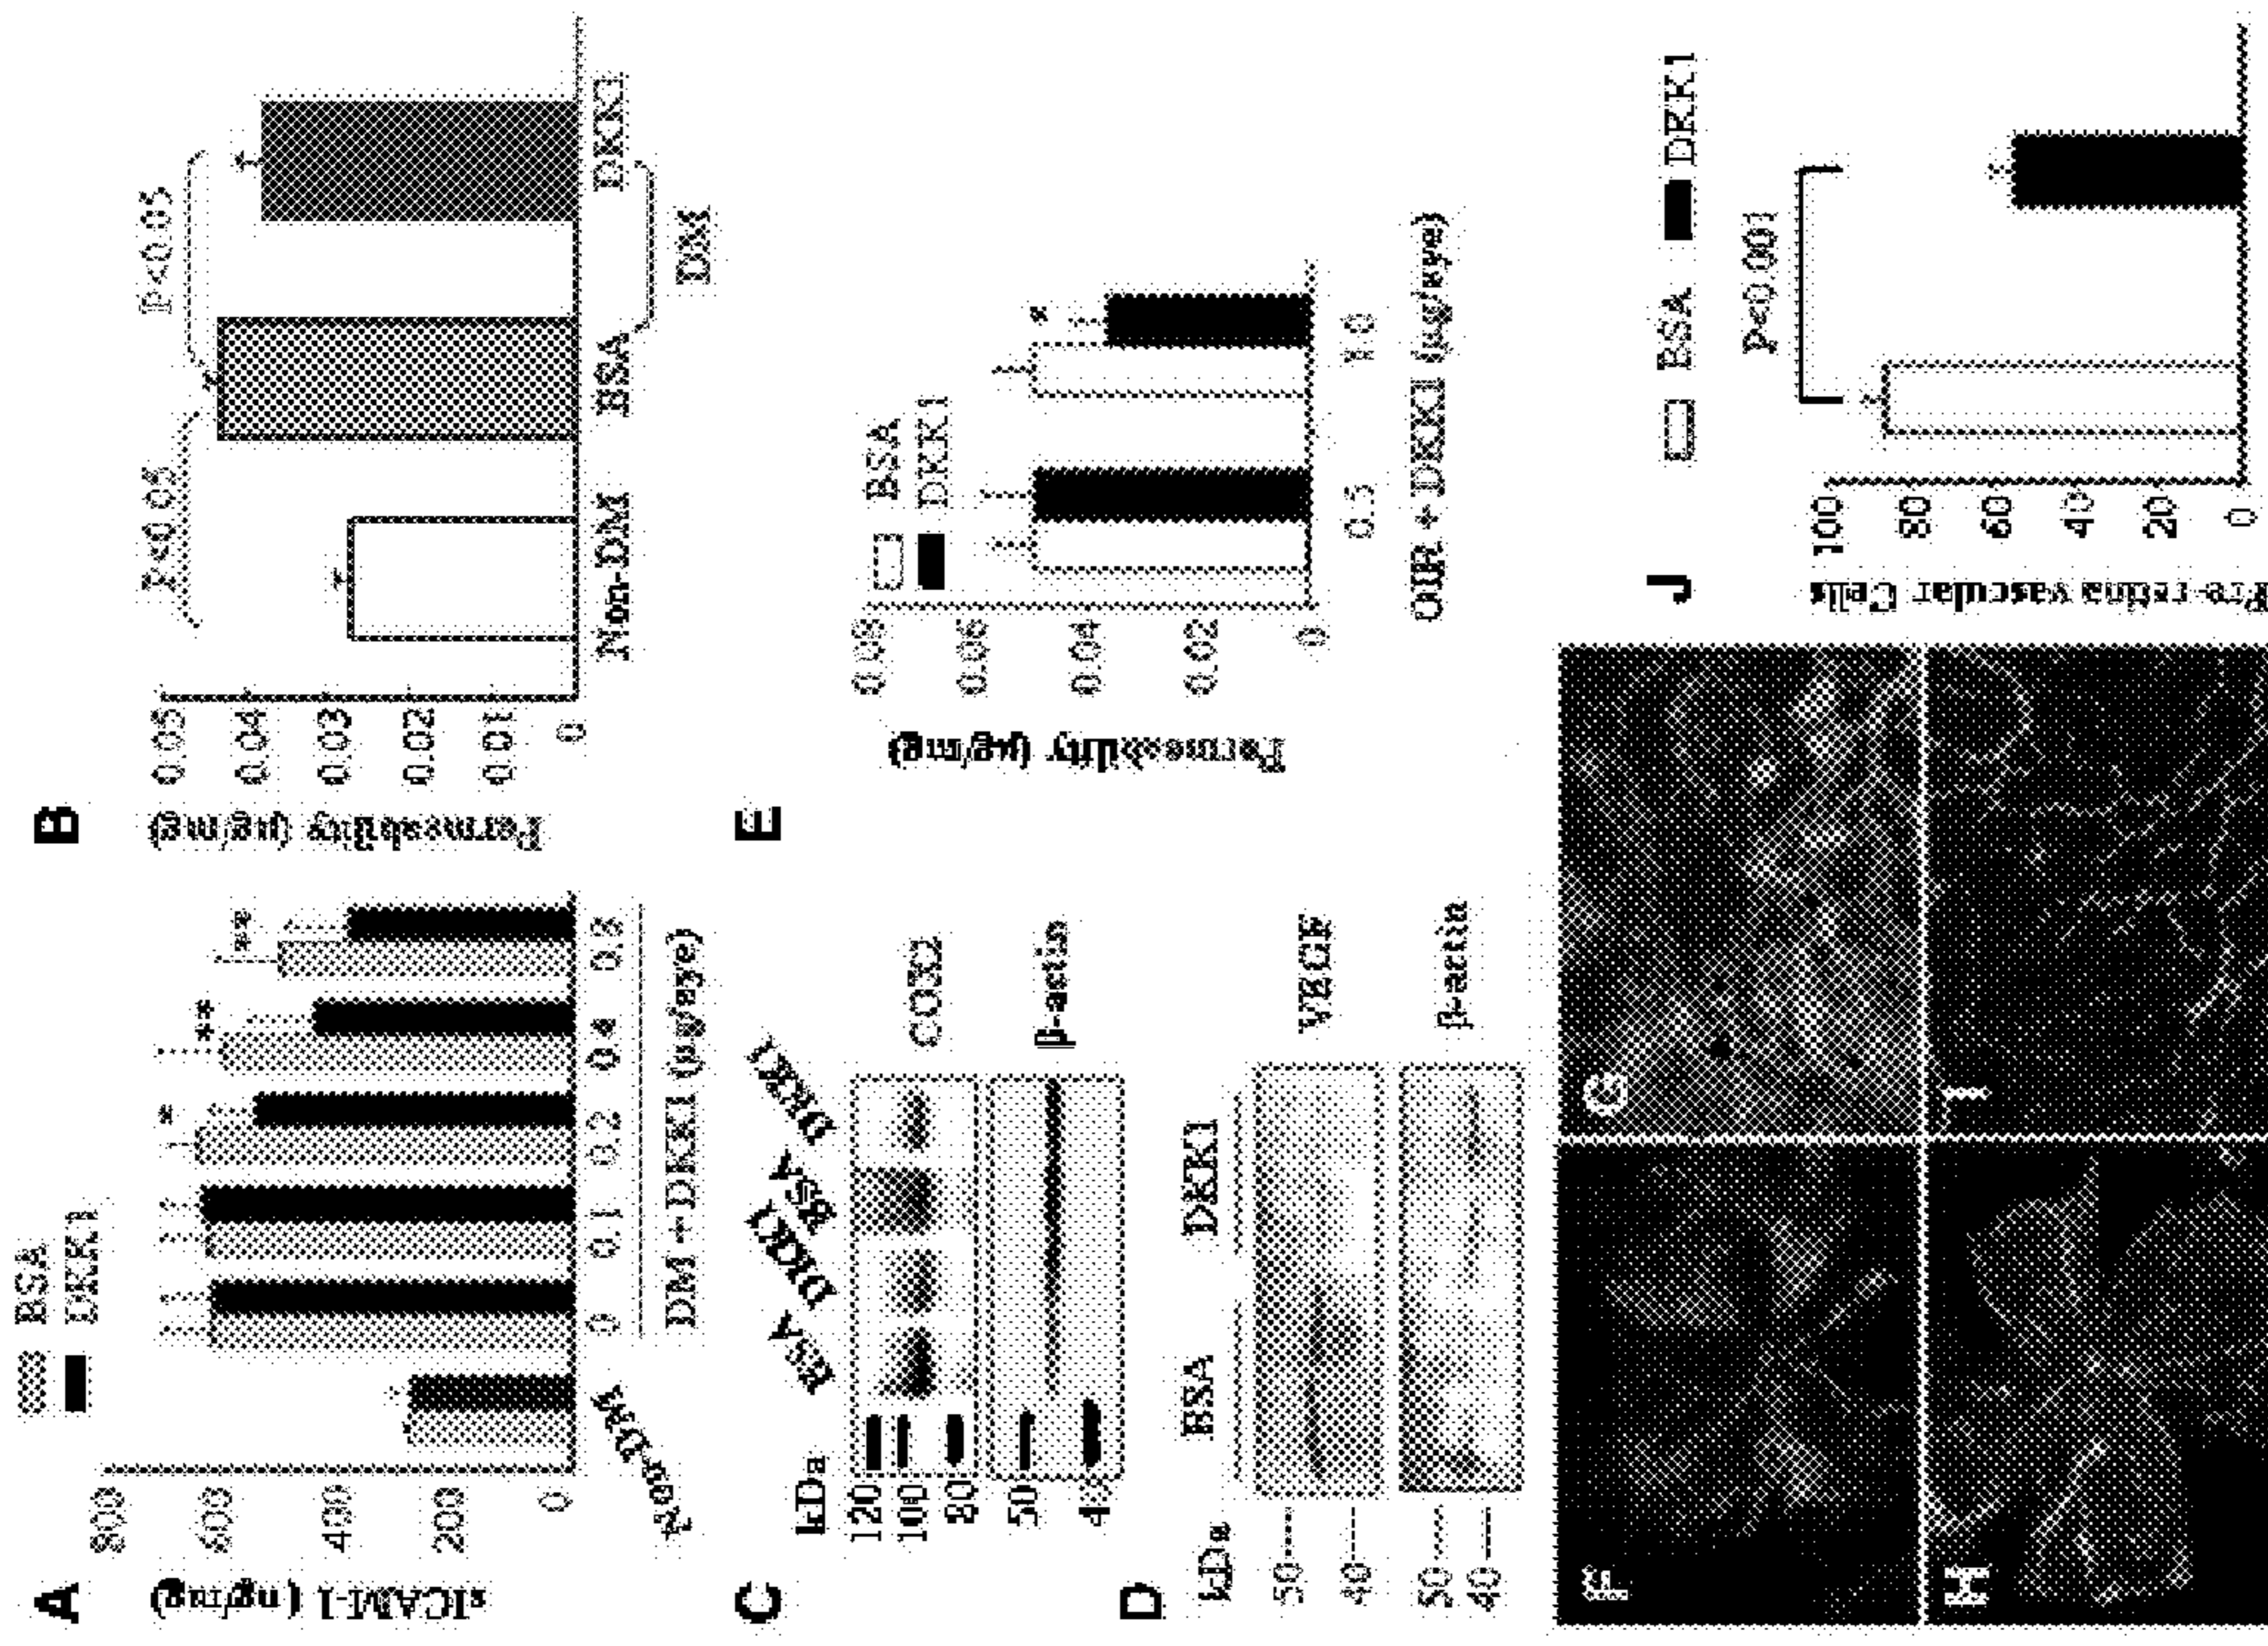 A
BSA
DKK1
sICAM-1 (ng/mg)
800
600
400
200
0
Non-DM
0 0.1 0.2 0.4 0.8
* ** **
DM+DKK1 (μg/eye)
B
P<0.05 P<0.05
Permeability (μg/mg)
0.05
0.04
0.03
0.02
0.01
0
Non-DM BSA DKK1
DM
C
kDa BSA DKK1 BSA DKK1
120
100
80
COX2
50
β-actin
D
BSA DKK1
kDa
50
40
VEGF
50
40
β-actin
E
BSA
DKK1
Permeability (μg/mg)
0.08
0.06
0.04
0.02
0
*
0.5 1.0
OIR + DKK1 (μg/eye)
F
G
H
I
J
BSA DKK1
P<0.001
Pre-retina vascular Cells
100
80
60
40
20
0